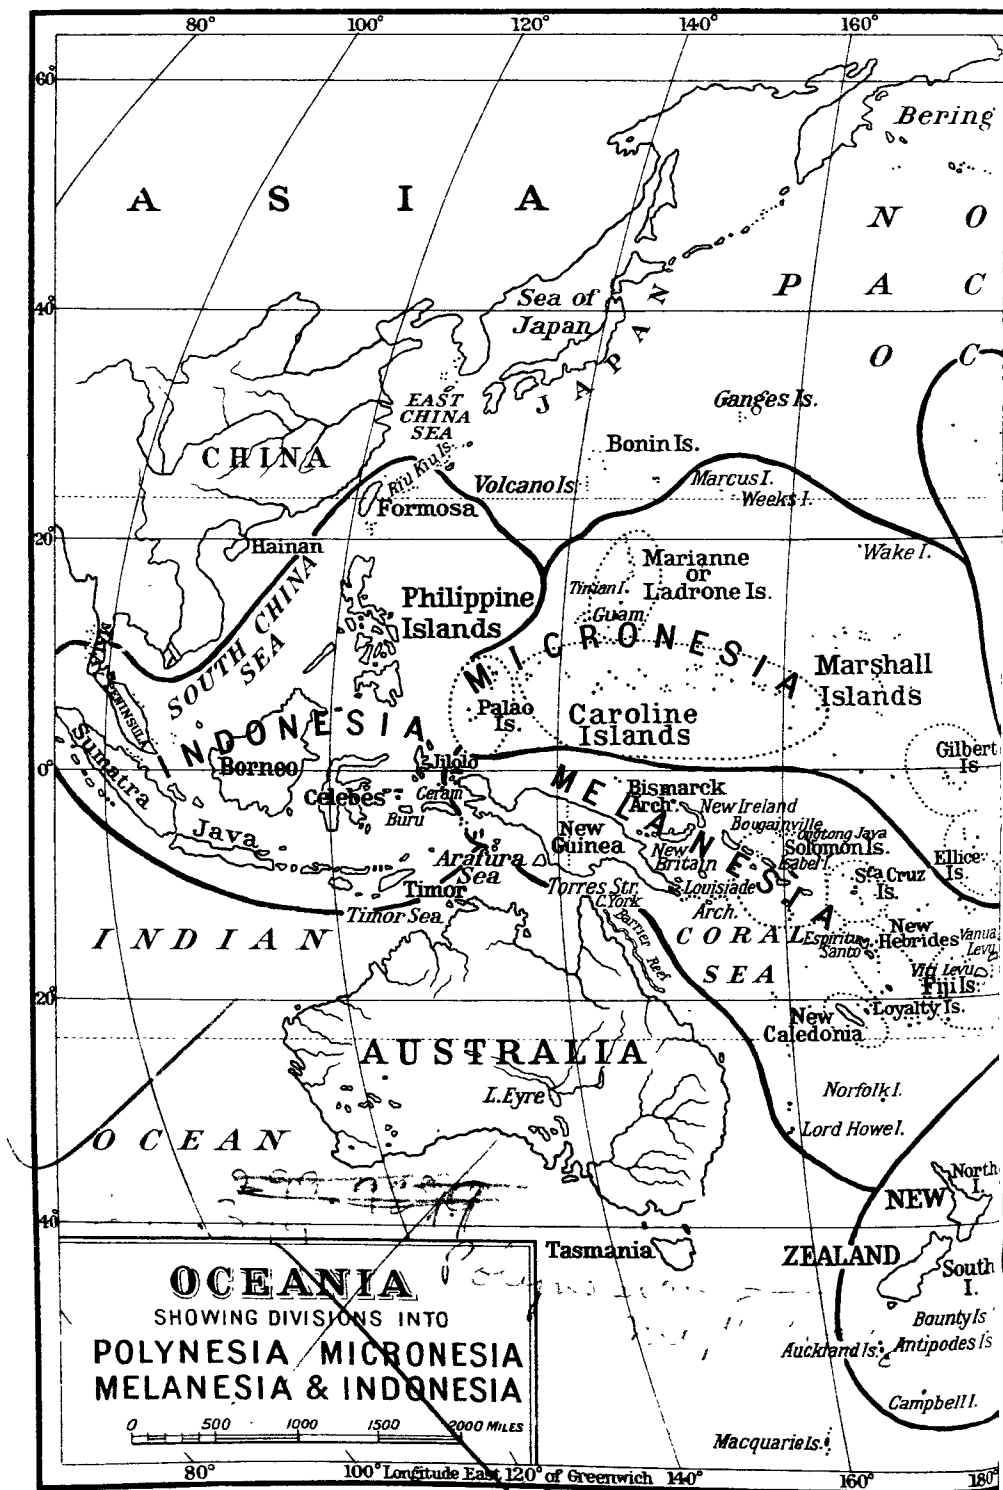 80° 100° 120° 140° 160°
60°
Bering
A S I A
N O
P A C
O C
40°
Sea of
Japan
JAPAN
Ganges Is.
EAST
CHINA
SEA
Bonin Is.
CHINA
Riu Kiu Is.
Volcano Is.
Marcus I.
Weeks I.
Formosa
20°
Hainan
Wake I.
Marianne
or
Ladrone Is.
Tinian I.
Guam
Philippine
Islands
SOUTH CHINA
SEA
MALAY PENINSULA
MICRONESIA
Marshall
Islands
Palao
Is.
Caroline
Islands
INDONESIA
Gilbert
Is
Sumatra
Borneo
Jilolo
0°
Celebes
Ceram
Buru
MELANESIA
Bismarck
Arch.
New Ireland
Bougainville
Ongtong Java
Solomon Is.
Isabel I.
New
Guinea
New
Britain
Java
Arafura
Sea
Ellice
Is.
Sta Cruz
Is.
Timor
Timor Sea
Torres Str.
C. York
Louisiade
Arch.
Barrier Reef
INDIAN
CORAL
SEA
Espiritu
Santo
New
Hebrides
Vanua
Levu
Viti Levu
Fiji Is.
20°
Loyalty Is.
New
Caledonia
AUSTRALIA
L. Eyre
Norfolk I.
OCEAN
Lord Howe I.
North
I.
NEW
ZEALAND
40°
Tasmania
South
I.
Bounty Is
Auckland Is.
Antipodes Is
Campbell I.
Macquarie Is.
OCEANIA
SHOWING DIVISIONS INTO
POLYNESIA MICRONESIA
MELANESIA & INDONESIA
0 500 1000 1500 2000 MILES
80° 100° Longitude East 120° of Greenwich 140° 160° 180°